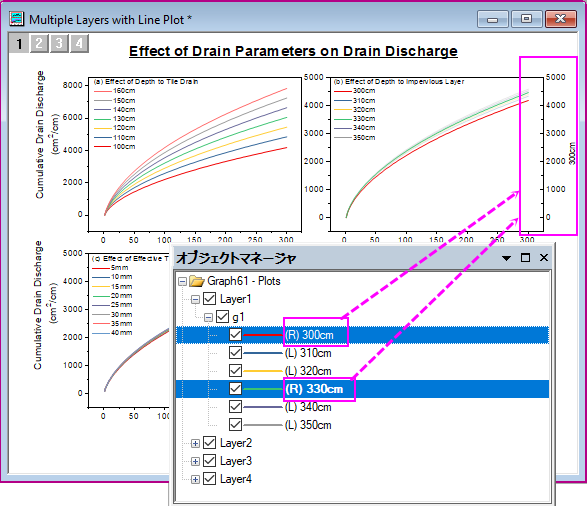 Multiple Layers with Line Plot *
1 2 3 4
Effect of Drain Parameters on Drain Discharge
Cumulative Drain Discharge
(cm²/cm)
8000
6000
4000
2000
0
(a) Effect of Depth to Tile Drain
160cm
150cm
140cm
130cm
120cm
110cm
100cm
0 50 100 150 200 250 300
5000
4000
3000
2000
1000
0
(b) Effect of Depth to Impervious Layer
300cm
310cm
320cm
330cm
340cm
350cm
0 50 100 150 200 250 300
5000
4000
3000
2000
1000
0
300cm
Cumulative Drain Discharge
(cm²/cm)
5000
4000
3000
2000
1000
0
(c) Effect of Effective T
5mm
10mm
15mm
20mm
25mm
30mm
35mm
40mm
0 50 100
オブジェクトマネージャ
Graph61 - Plots
Layer1
g1
(R) 300cm
(L) 310cm
(L) 320cm
(R) 330cm
(L) 340cm
(L) 350cm
Layer2
Layer3
Layer4